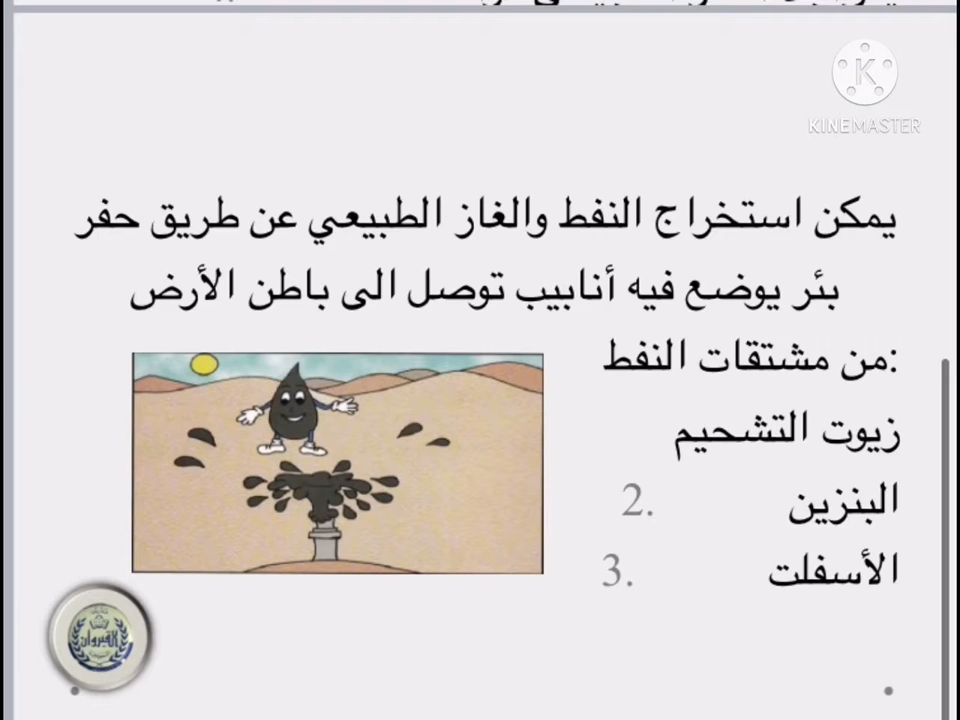 KINEMASTER
يمكن استخراج النفط والغاز الطبيعي عن طريق حفر
بئر يوضع فيه أنابيب توصل الى باطن الأرض
:من مشتقات النفط
زيوت التشحيم
البنزين 2.
الأسفلت 3.
القيروان